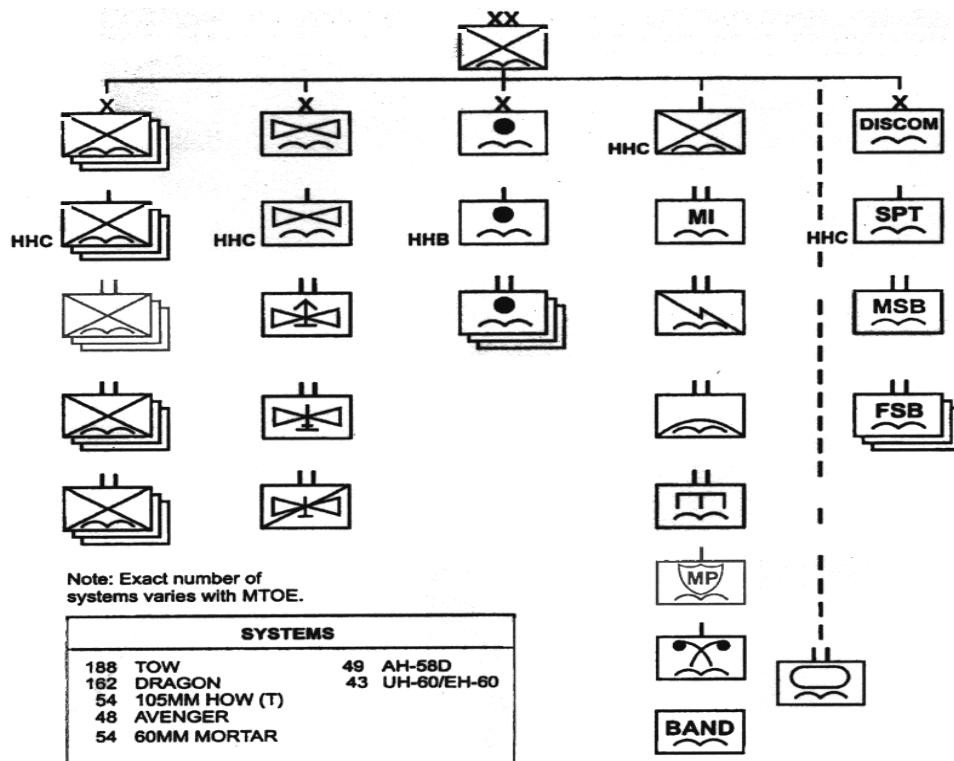 XX
X X X X
HHC DISCOM
HHC HHC HHB MI HHC SPT
MSB
FSB
MP
BAND
Note: Exact number of
systems varies with MTOE.
SYSTEMS
188 TOW 49 AH-58D
162 DRAGON 43 UH-60/EH-60
54 105MM HOW (T)
48 AVENGER
54 60MM MORTAR